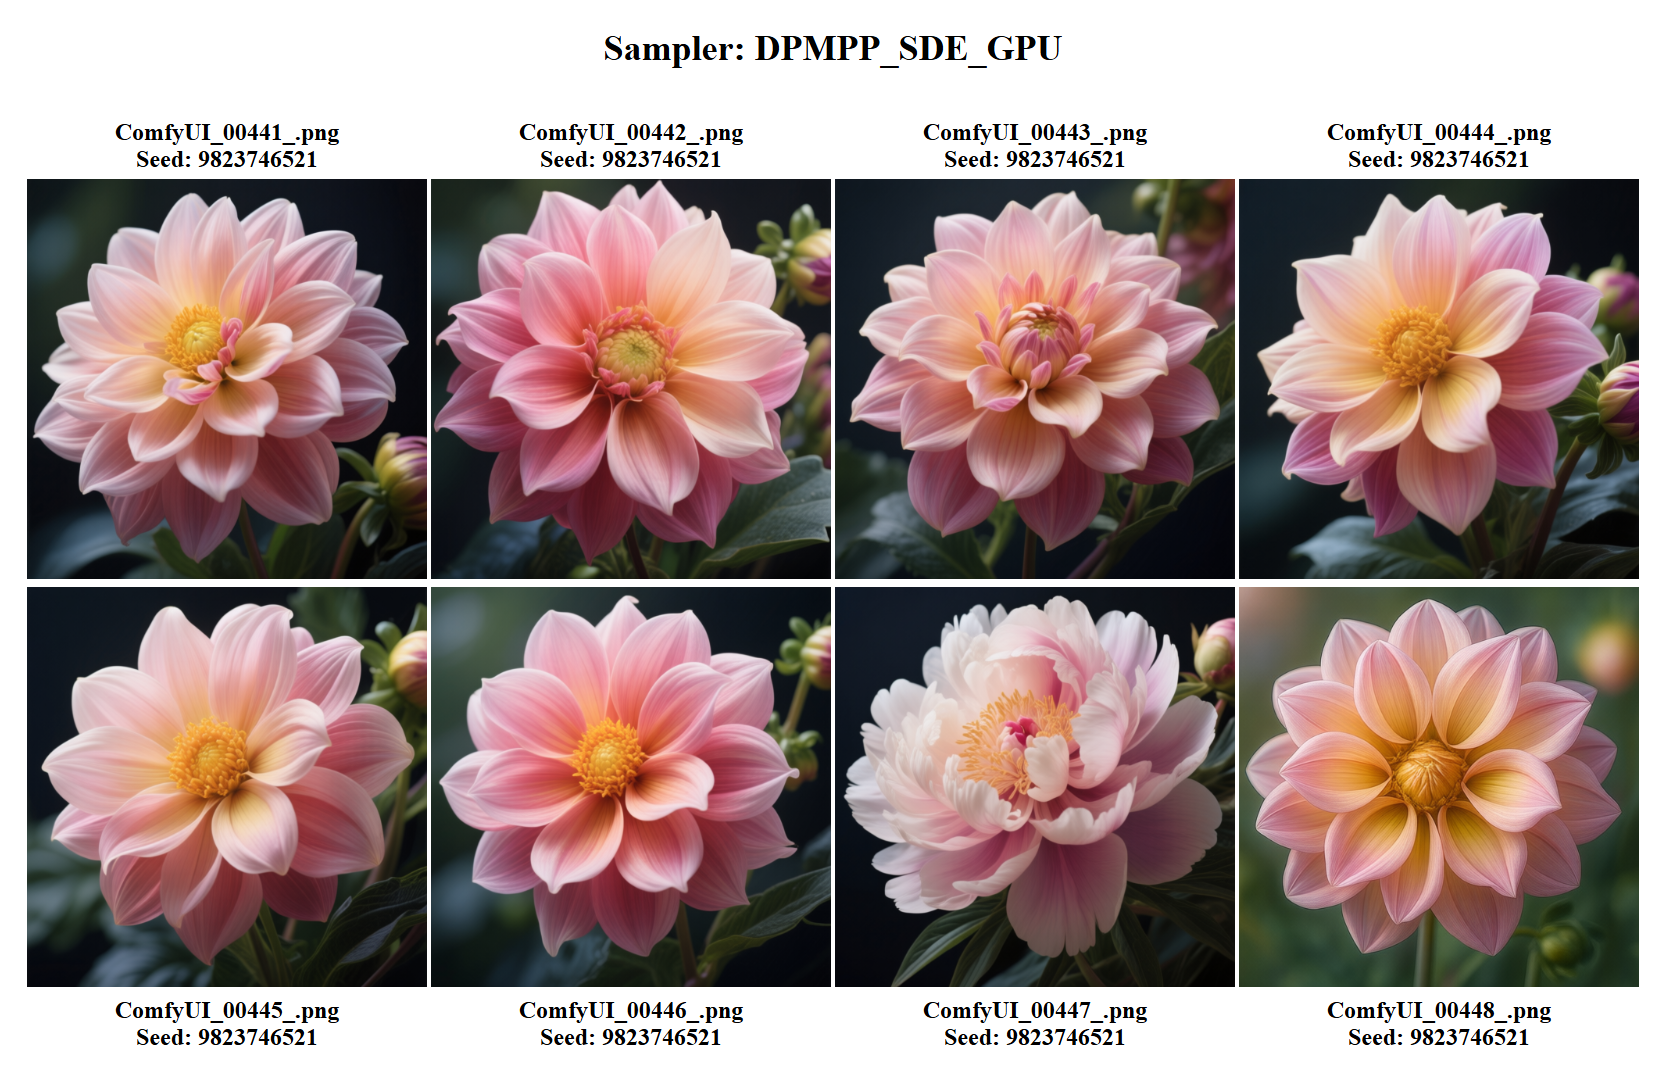 Sampler: DPMPP_SDE_GPU
ComfyUI_00441_.png
Seed: 9823746521
ComfyUI_00442_.png
Seed: 9823746521
ComfyUI_00443_.png
Seed: 9823746521
ComfyUI_00444_.png
Seed: 9823746521
ComfyUI_00445_.png
Seed: 9823746521
ComfyUI_00446_.png
Seed: 9823746521
ComfyUI_00447_.png
Seed: 9823746521
ComfyUI_00448_.png
Seed: 9823746521